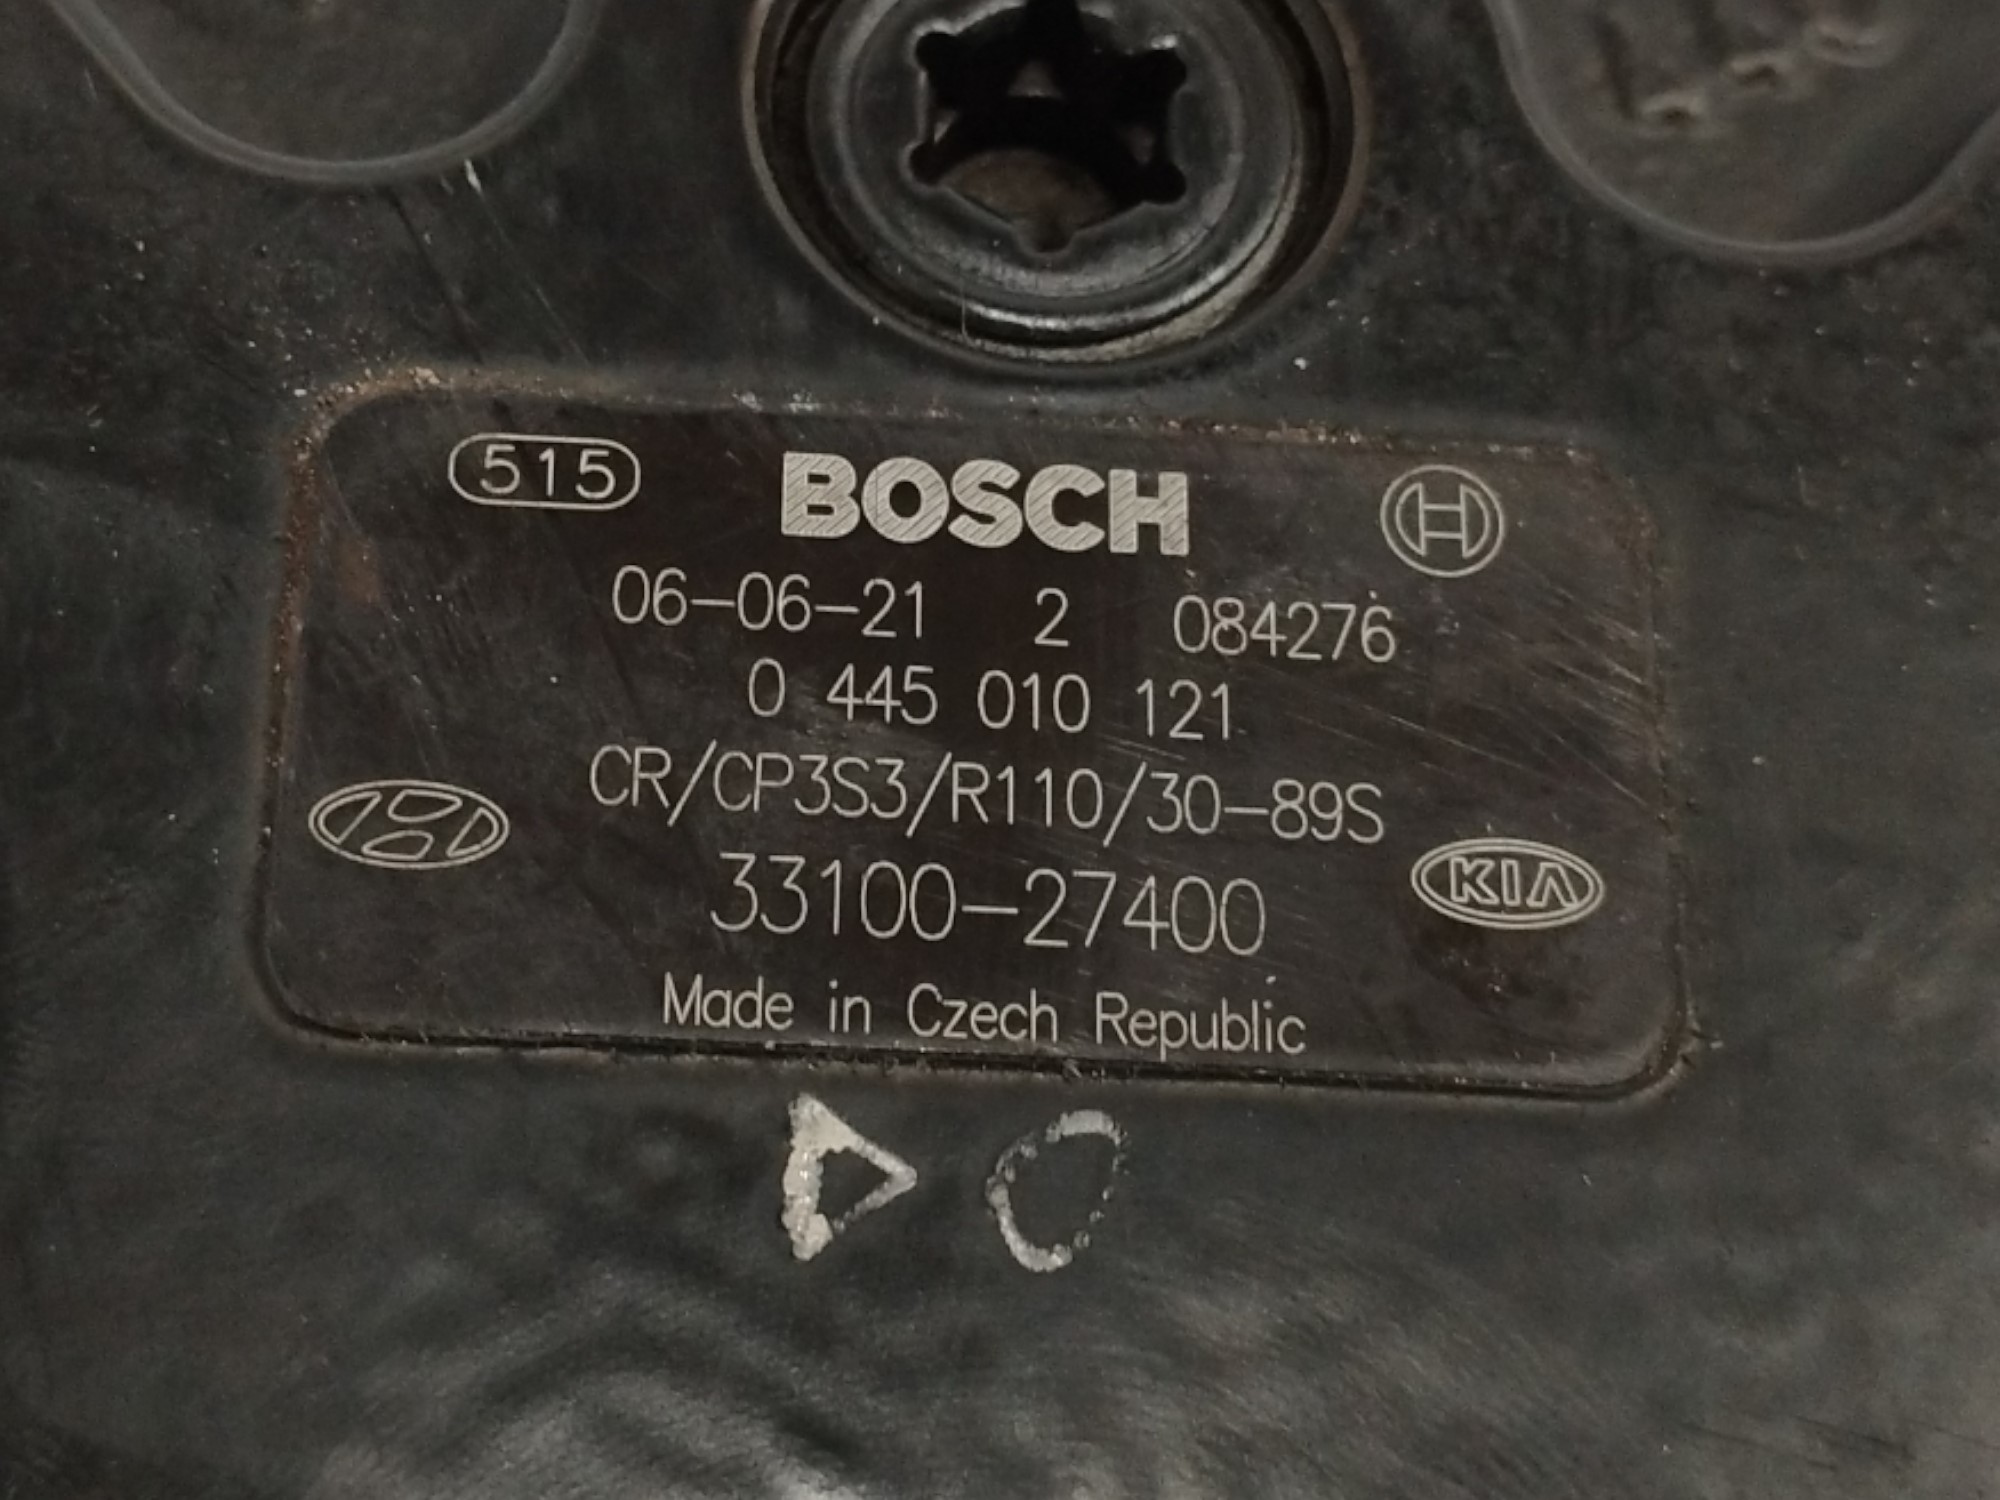 515 BOSCH
06-06-21 2 084276
0 445 010 121
CR/CP3S3/R110/30-89S
33100-27400
KIA
Made in Czech Republic